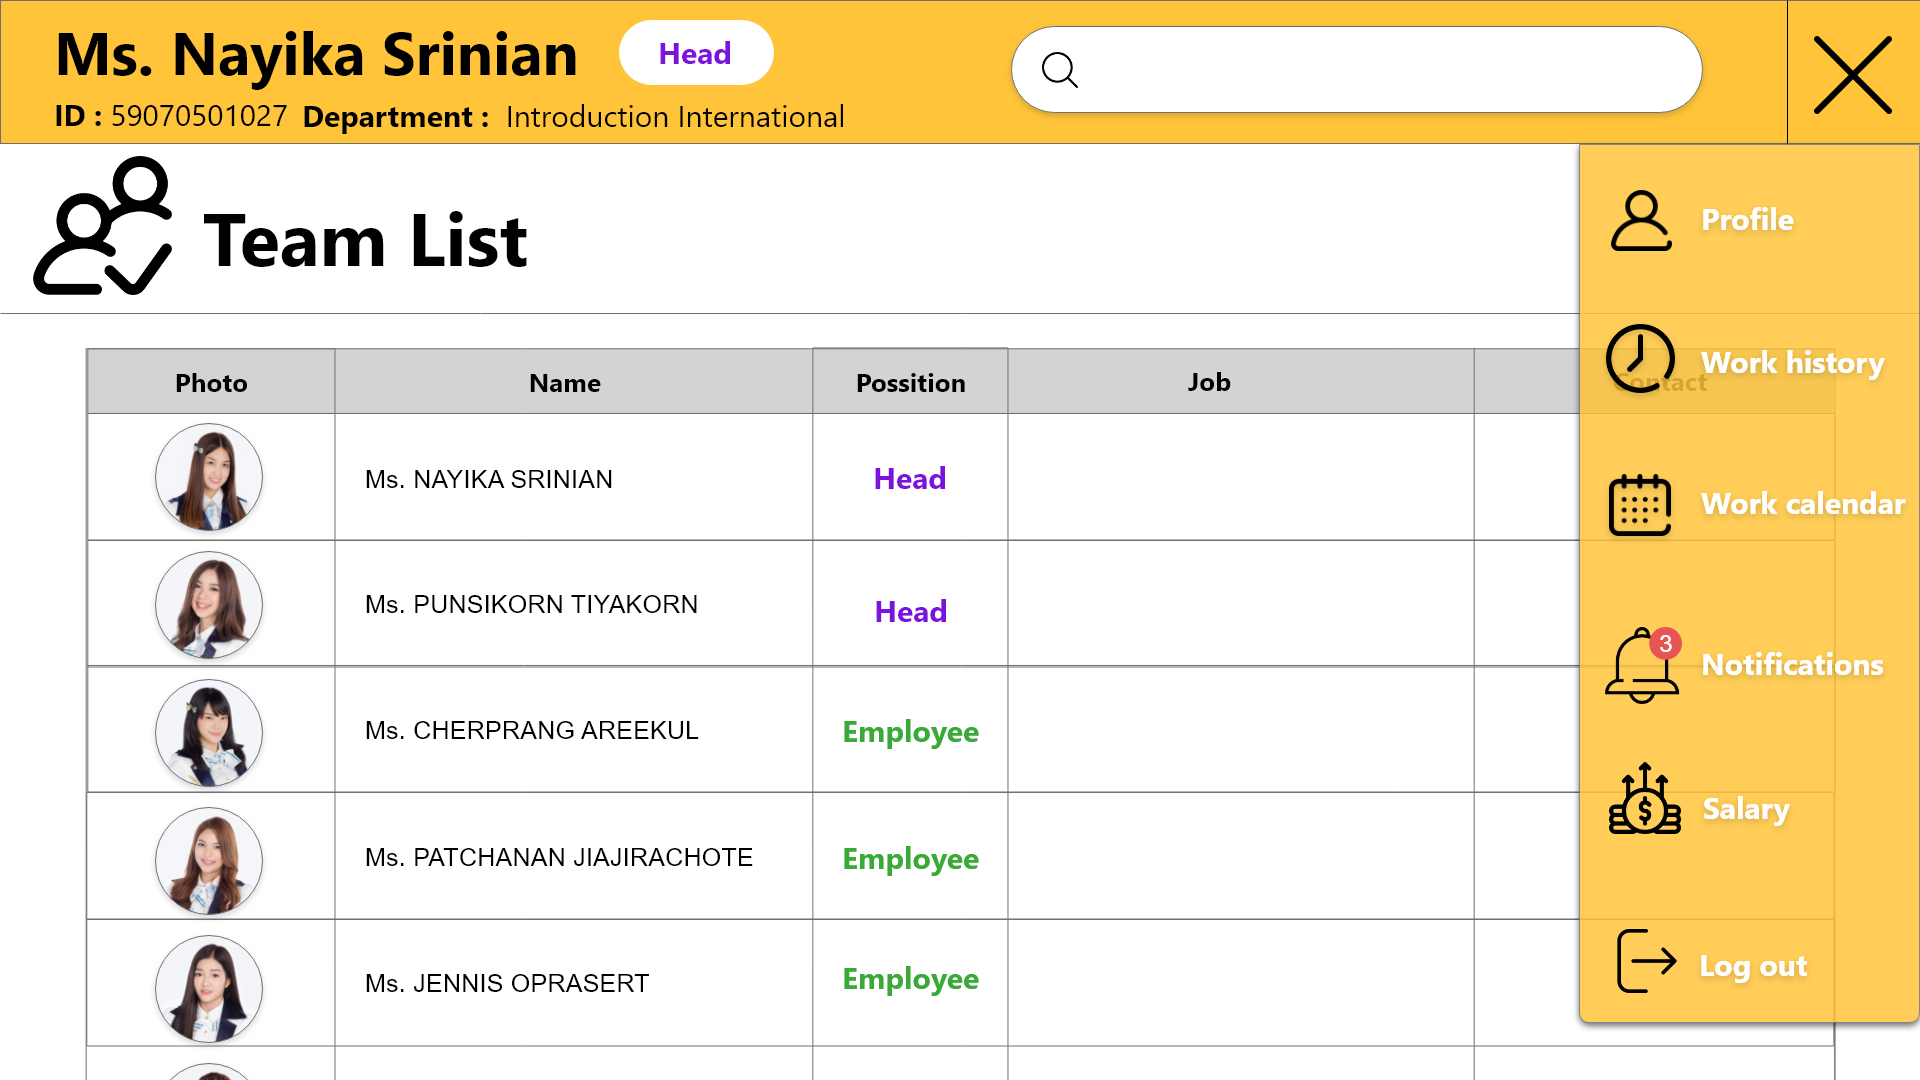 Ms. Nayika Srinian Head
ID : 59070501027 Department : Introduction International
Team List
Profile
Work history
Work calendar
3
Notifications
Salary
Log out
Photo Name Possition Job Contact
Ms. NAYIKA SRINIAN Head
Ms. PUNSIKORN TIYAKORN Head
Ms. CHERPRANG AREEKUL Employee
Ms. PATCHANAN JIAJIRACHOTE Employee
Ms. JENNIS OPRASERT Employee